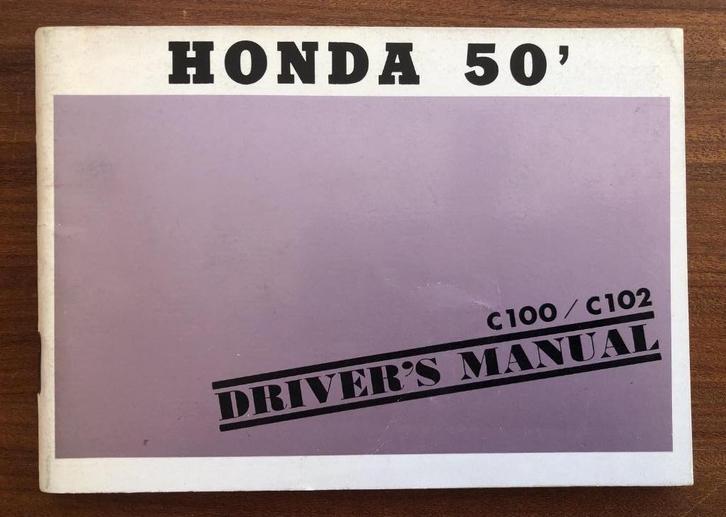 HONDA 50'
C100 / C102
DRIVER'S MANUAL